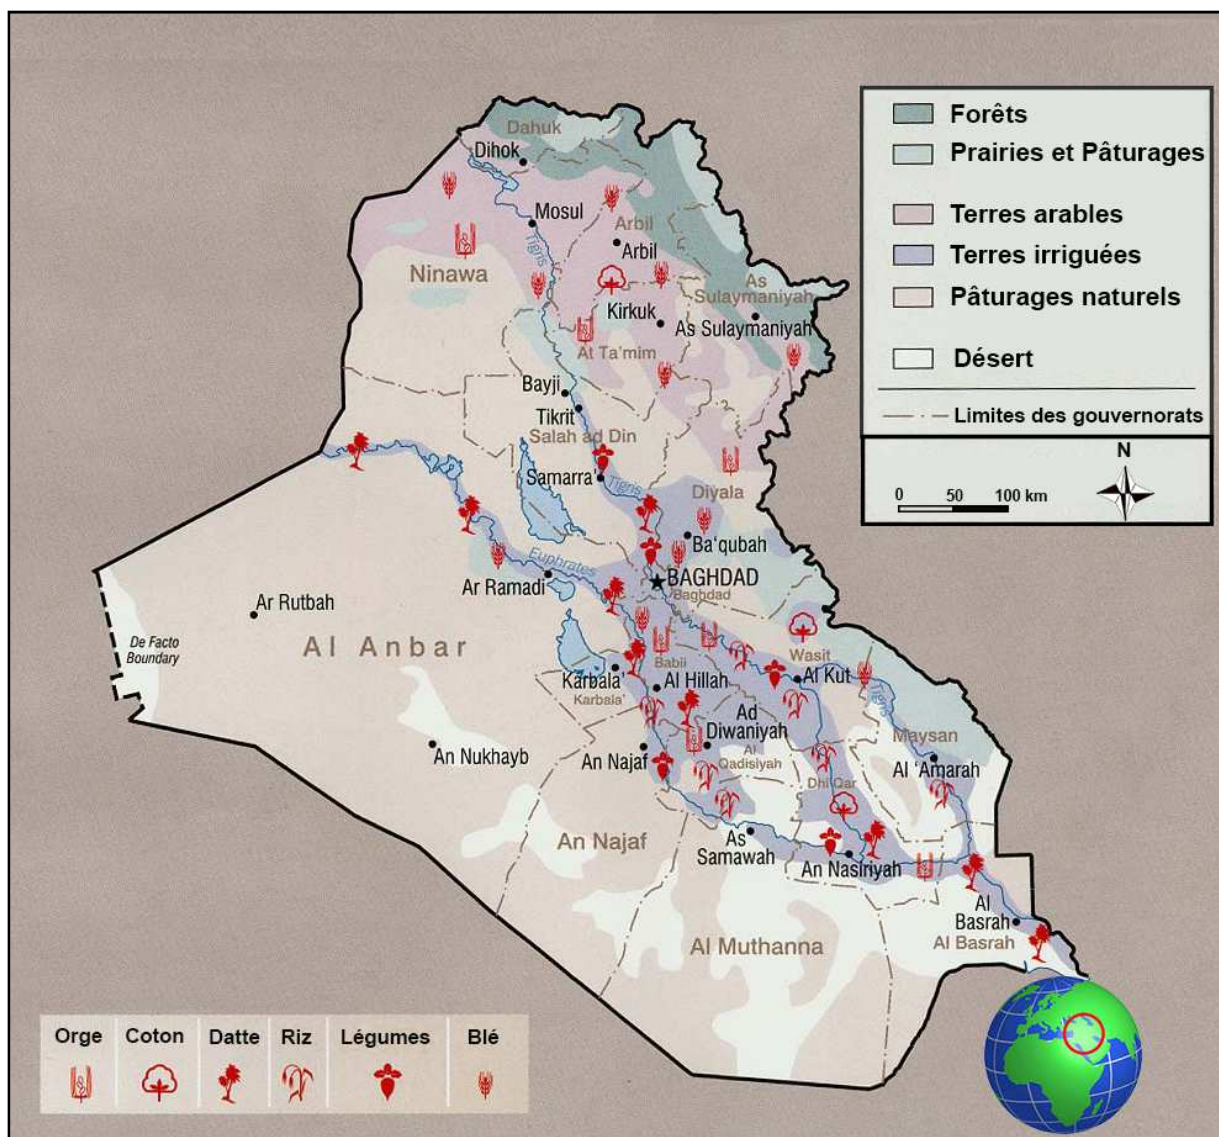 Forêts
Prairies et Pâturages
Terres arables
Terres irriguées
Pâturages naturels
Désert
Limites des gouvernorats
N
0 50 100 km
Dahuk
Dihok
Mosul
Tigris
Arbil
Arbil
Ninawa
As
Sulaymaniyah
As Sulaymaniyah
Kirkuk
At Ta'mim
Bayji
Tikrit
Salah ad Din
Samarra'
Tigris
Diyala
Ba'qubah
Euphrates
BAGHDAD
Baghdad
Ar Ramadi
Ar Rutbah
De Facto
Boundary
Al Anbar
Wasit
Babii
Karbala'
Karbala'
Al Hillah
Al Kut
Tigris
Ad
Diwaniyah
Al
Qadisiyah
Maysan
An Nukhayb
An Najaf
Al 'Amarah
Dhi Qar
An Najaf
As
Samawah
An Nasiriyah
Al
Basrah
Al Basrah
Al Muthanna
Orge Coton Datte Riz Légumes Blé